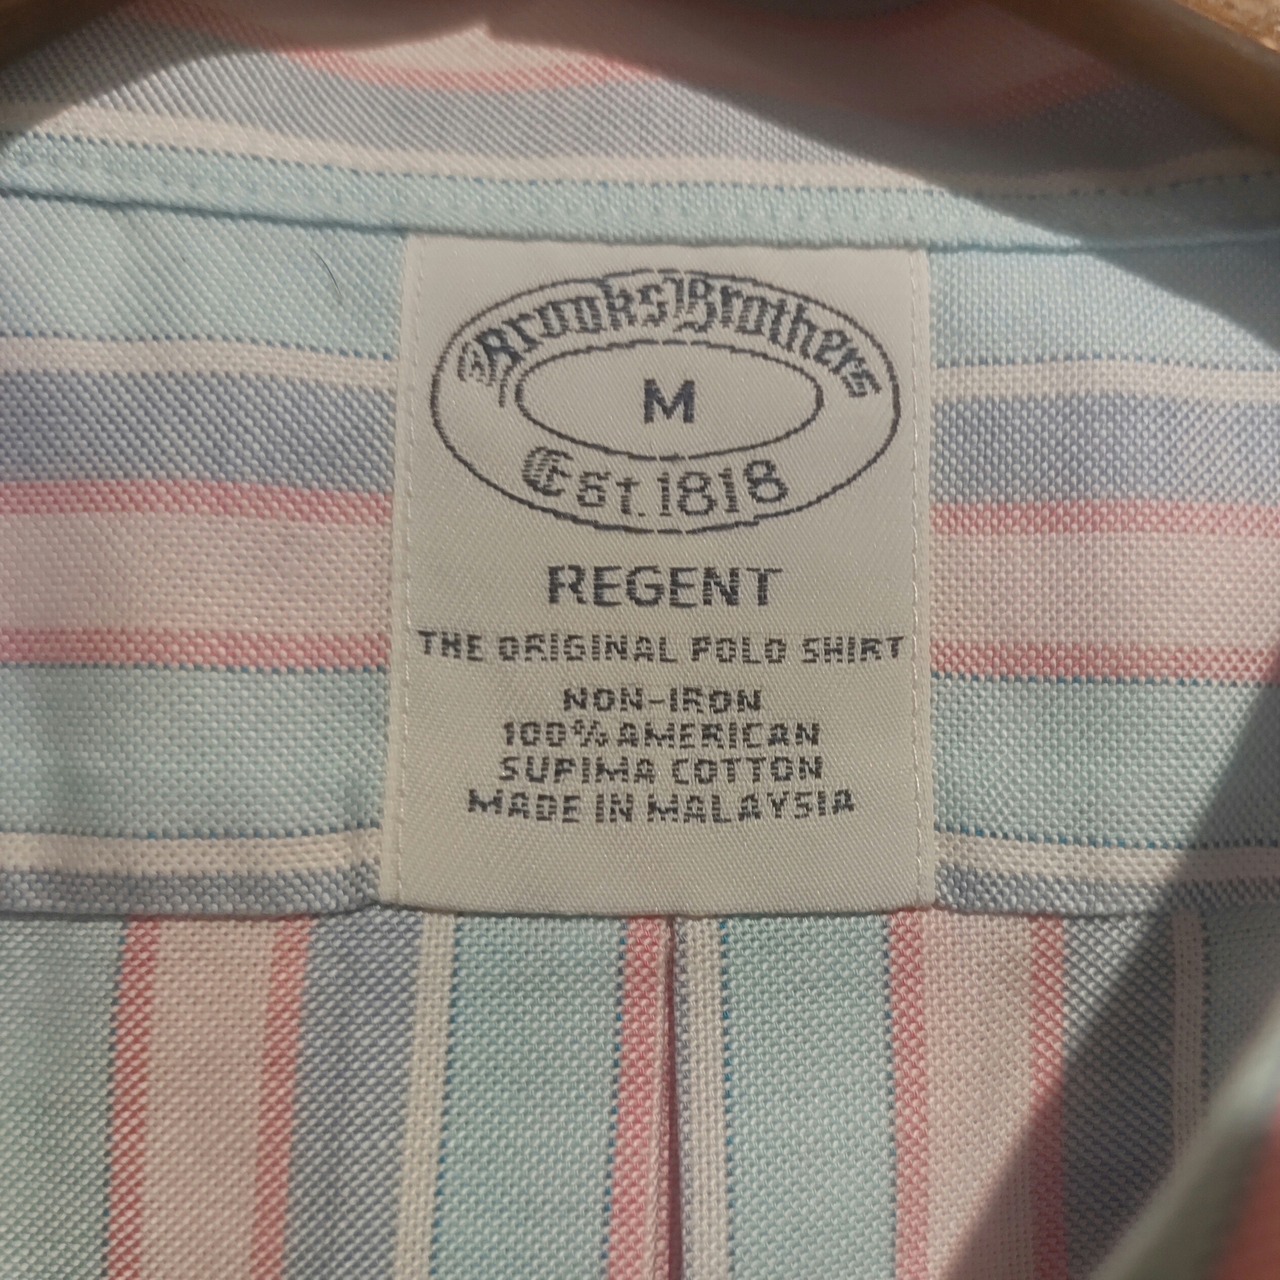 Brooks Brothers
M
Est. 1818
REGENT
THE ORIGINAL POLO SHIRT
NON-IRON
100% AMERICAN
SUPIMA COTTON
MADE IN MALAYSIA